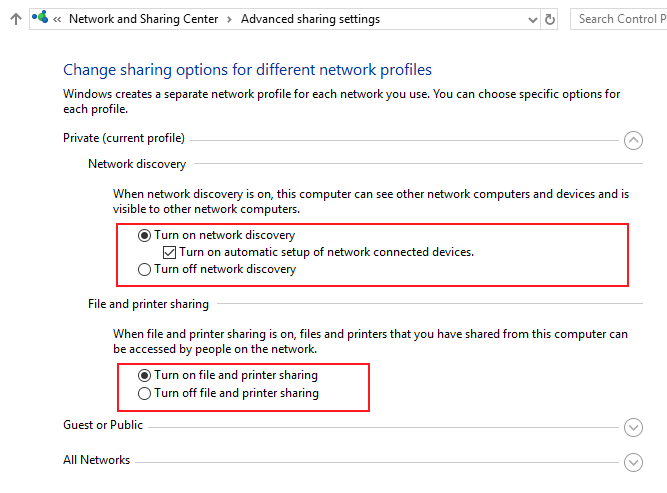 « Network and Sharing Center > Advanced sharing settings
Search Control P
Change sharing options for different network profiles
Windows creates a separate network profile for each network you use. You can choose specific options for
each profile.
Private (current profile)
Network discovery
When network discovery is on, this computer can see other network computers and devices and is
visible to other network computers.
Turn on network discovery
Turn on automatic setup of network connected devices.
Turn off network discovery
File and printer sharing
When file and printer sharing is on, files and printers that you have shared from this computer can
be accessed by people on the network.
Turn on file and printer sharing
Turn off file and printer sharing
Guest or Public
All Networks